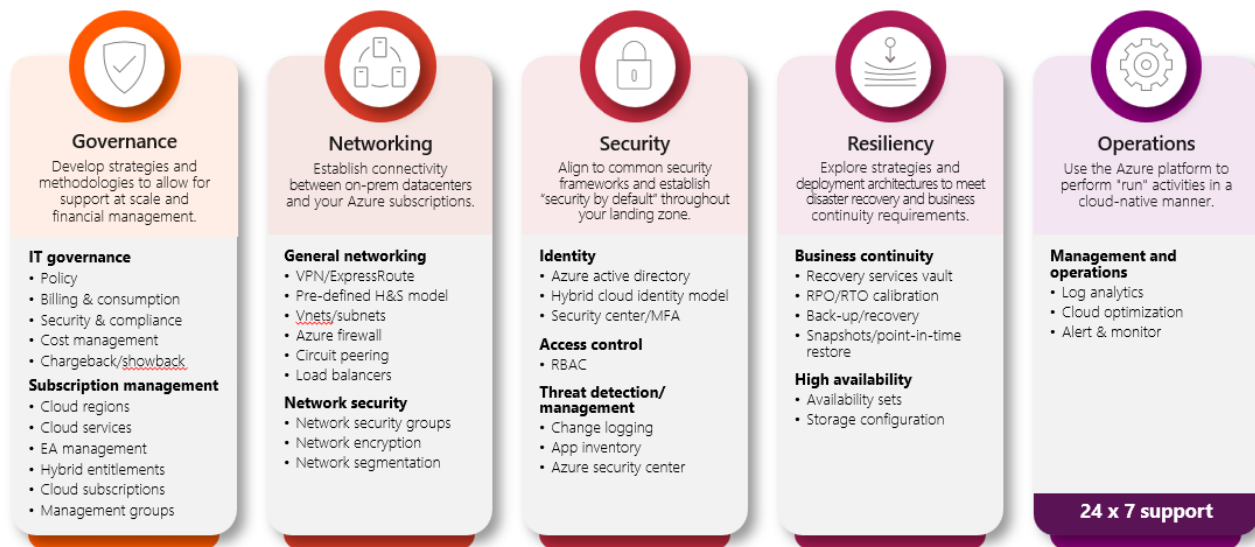 Governance
Develop strategies and
methodologies to allow for
support at scale and
financial management.
IT governance
• Policy
• Billing & consumption
• Security & compliance
• Cost management
• Chargeback/showback
Subscription management
• Cloud regions
• Cloud services
• EA management
• Hybrid entitlements
• Cloud subscriptions
• Management groups
Networking
Establish connectivity
between on-prem datacenters
and your Azure subscriptions.
General networking
• VPN/ExpressRoute
• Pre-defined H&S model
• Vnets/subnets
• Azure firewall
• Circuit peering
• Load balancers
Network security
• Network security groups
• Network encryption
• Network segmentation
Security
Align to common security
frameworks and establish
“security by default” throughout
your landing zone.
Identity
• Azure active directory
• Hybrid cloud identity model
• Security center/MFA
Access control
• RBAC
Threat detection/
management
• Change logging
• App inventory
• Azure security center
Resiliency
Explore strategies and
deployment architectures to meet
disaster recovery and business
continuity requirements.
Business continuity
• Recovery services vault
• RPO/RTO calibration
• Back-up/recovery
• Snapshots/point-in-time
restore
High availability
• Availability sets
• Storage configuration
Operations
Use the Azure platform to
perform "run" activities in a
cloud-native manner.
Management and
operations
• Log analytics
• Cloud optimization
• Alert & monitor
24 x 7 support